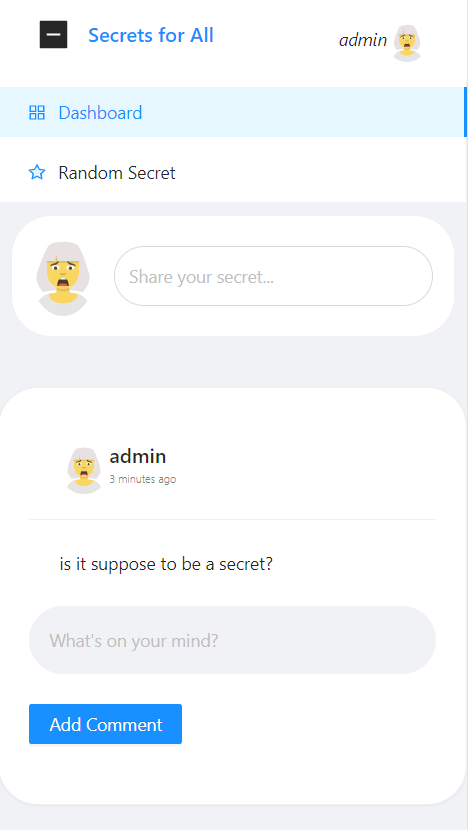 Secrets for All
admin
Dashboard
Random Secret
Share your secret...
admin
3 minutes ago
is it suppose to be a secret?
What's on your mind?
Add Comment